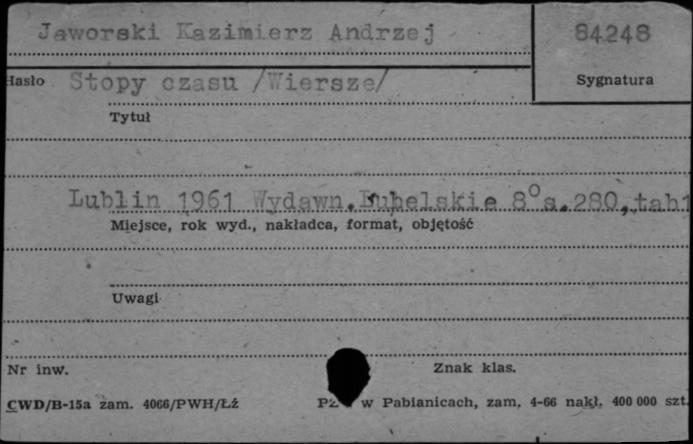 Jaworski Kazimierz Andrzej
84248
Hasło
Stopy czasu /Wiersze/
Sygnatura
Tytuł
Lublin 1961 Wydawn.Lubelskie 8° s.280,tabl
Miejsce, rok wyd., nakładca, format, objętość
Uwagi
Nr inw.
Znak klas.
CWD/B-15a zam. 4066/PWH/Łź
w Pabianicach, zam. 4-66 nakł. 400 000 szt.